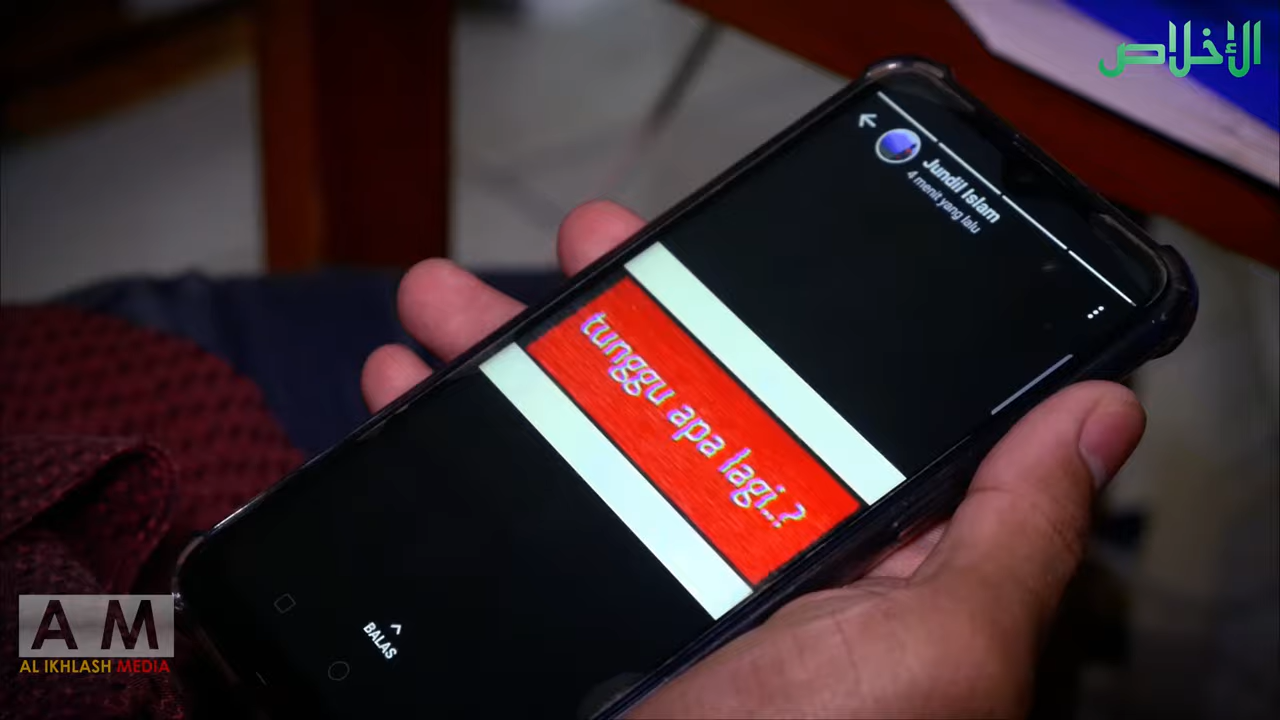 الإخلاص
Jundil Islam
4 menit yang lalu
tunggu apa lagi..?
BALAS
A M
AL IKHLASH MEDIA